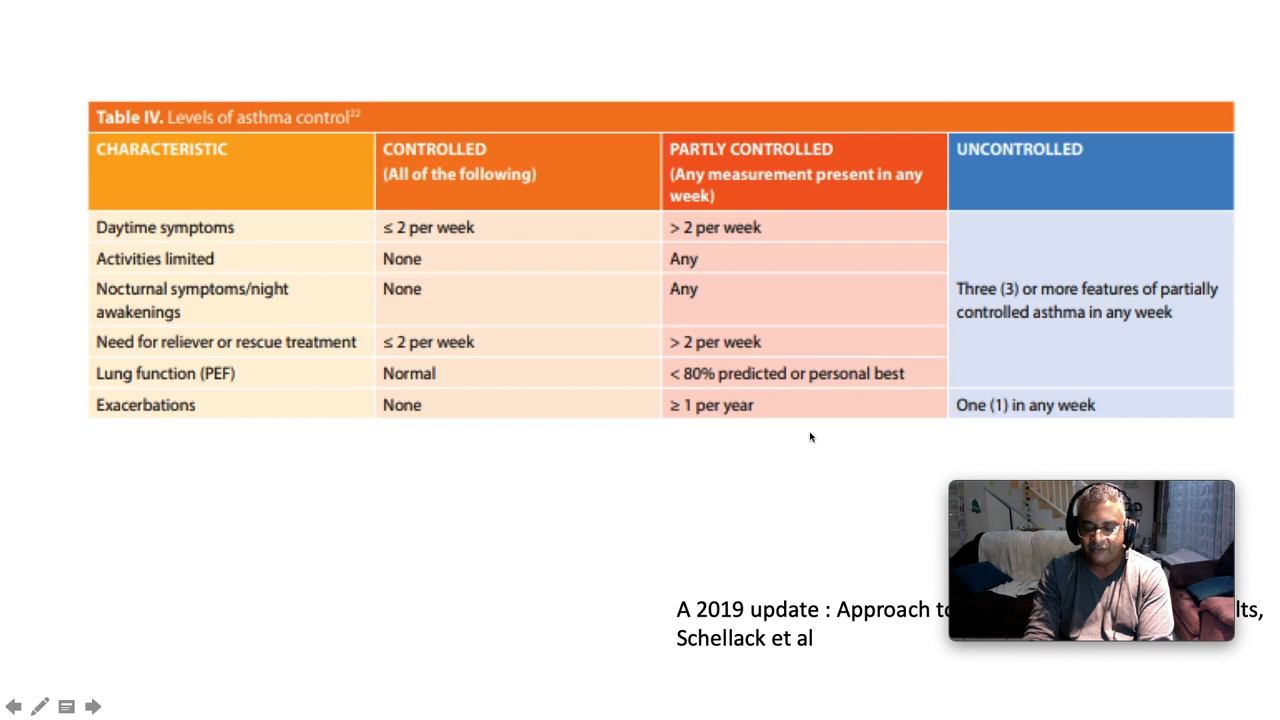 Table IV. Levels of asthma control²²
CHARACTERISTIC
CONTROLLED
(All of the following)
PARTLY CONTROLLED
(Any measurement present in any
week)
UNCONTROLLED
Daytime symptoms
≤ 2 per week
> 2 per week
Activities limited
None
Any
Nocturnal symptoms/night
awakenings
None
Any
Three (3) or more features of partially
controlled asthma in any week
Need for reliever or rescue treatment
≤ 2 per week
> 2 per week
Lung function (PEF)
Normal
< 80% predicted or personal best
Exacerbations
None
≥ 1 per year
One (1) in any week
A 2019 update : Approach
Schellack et al